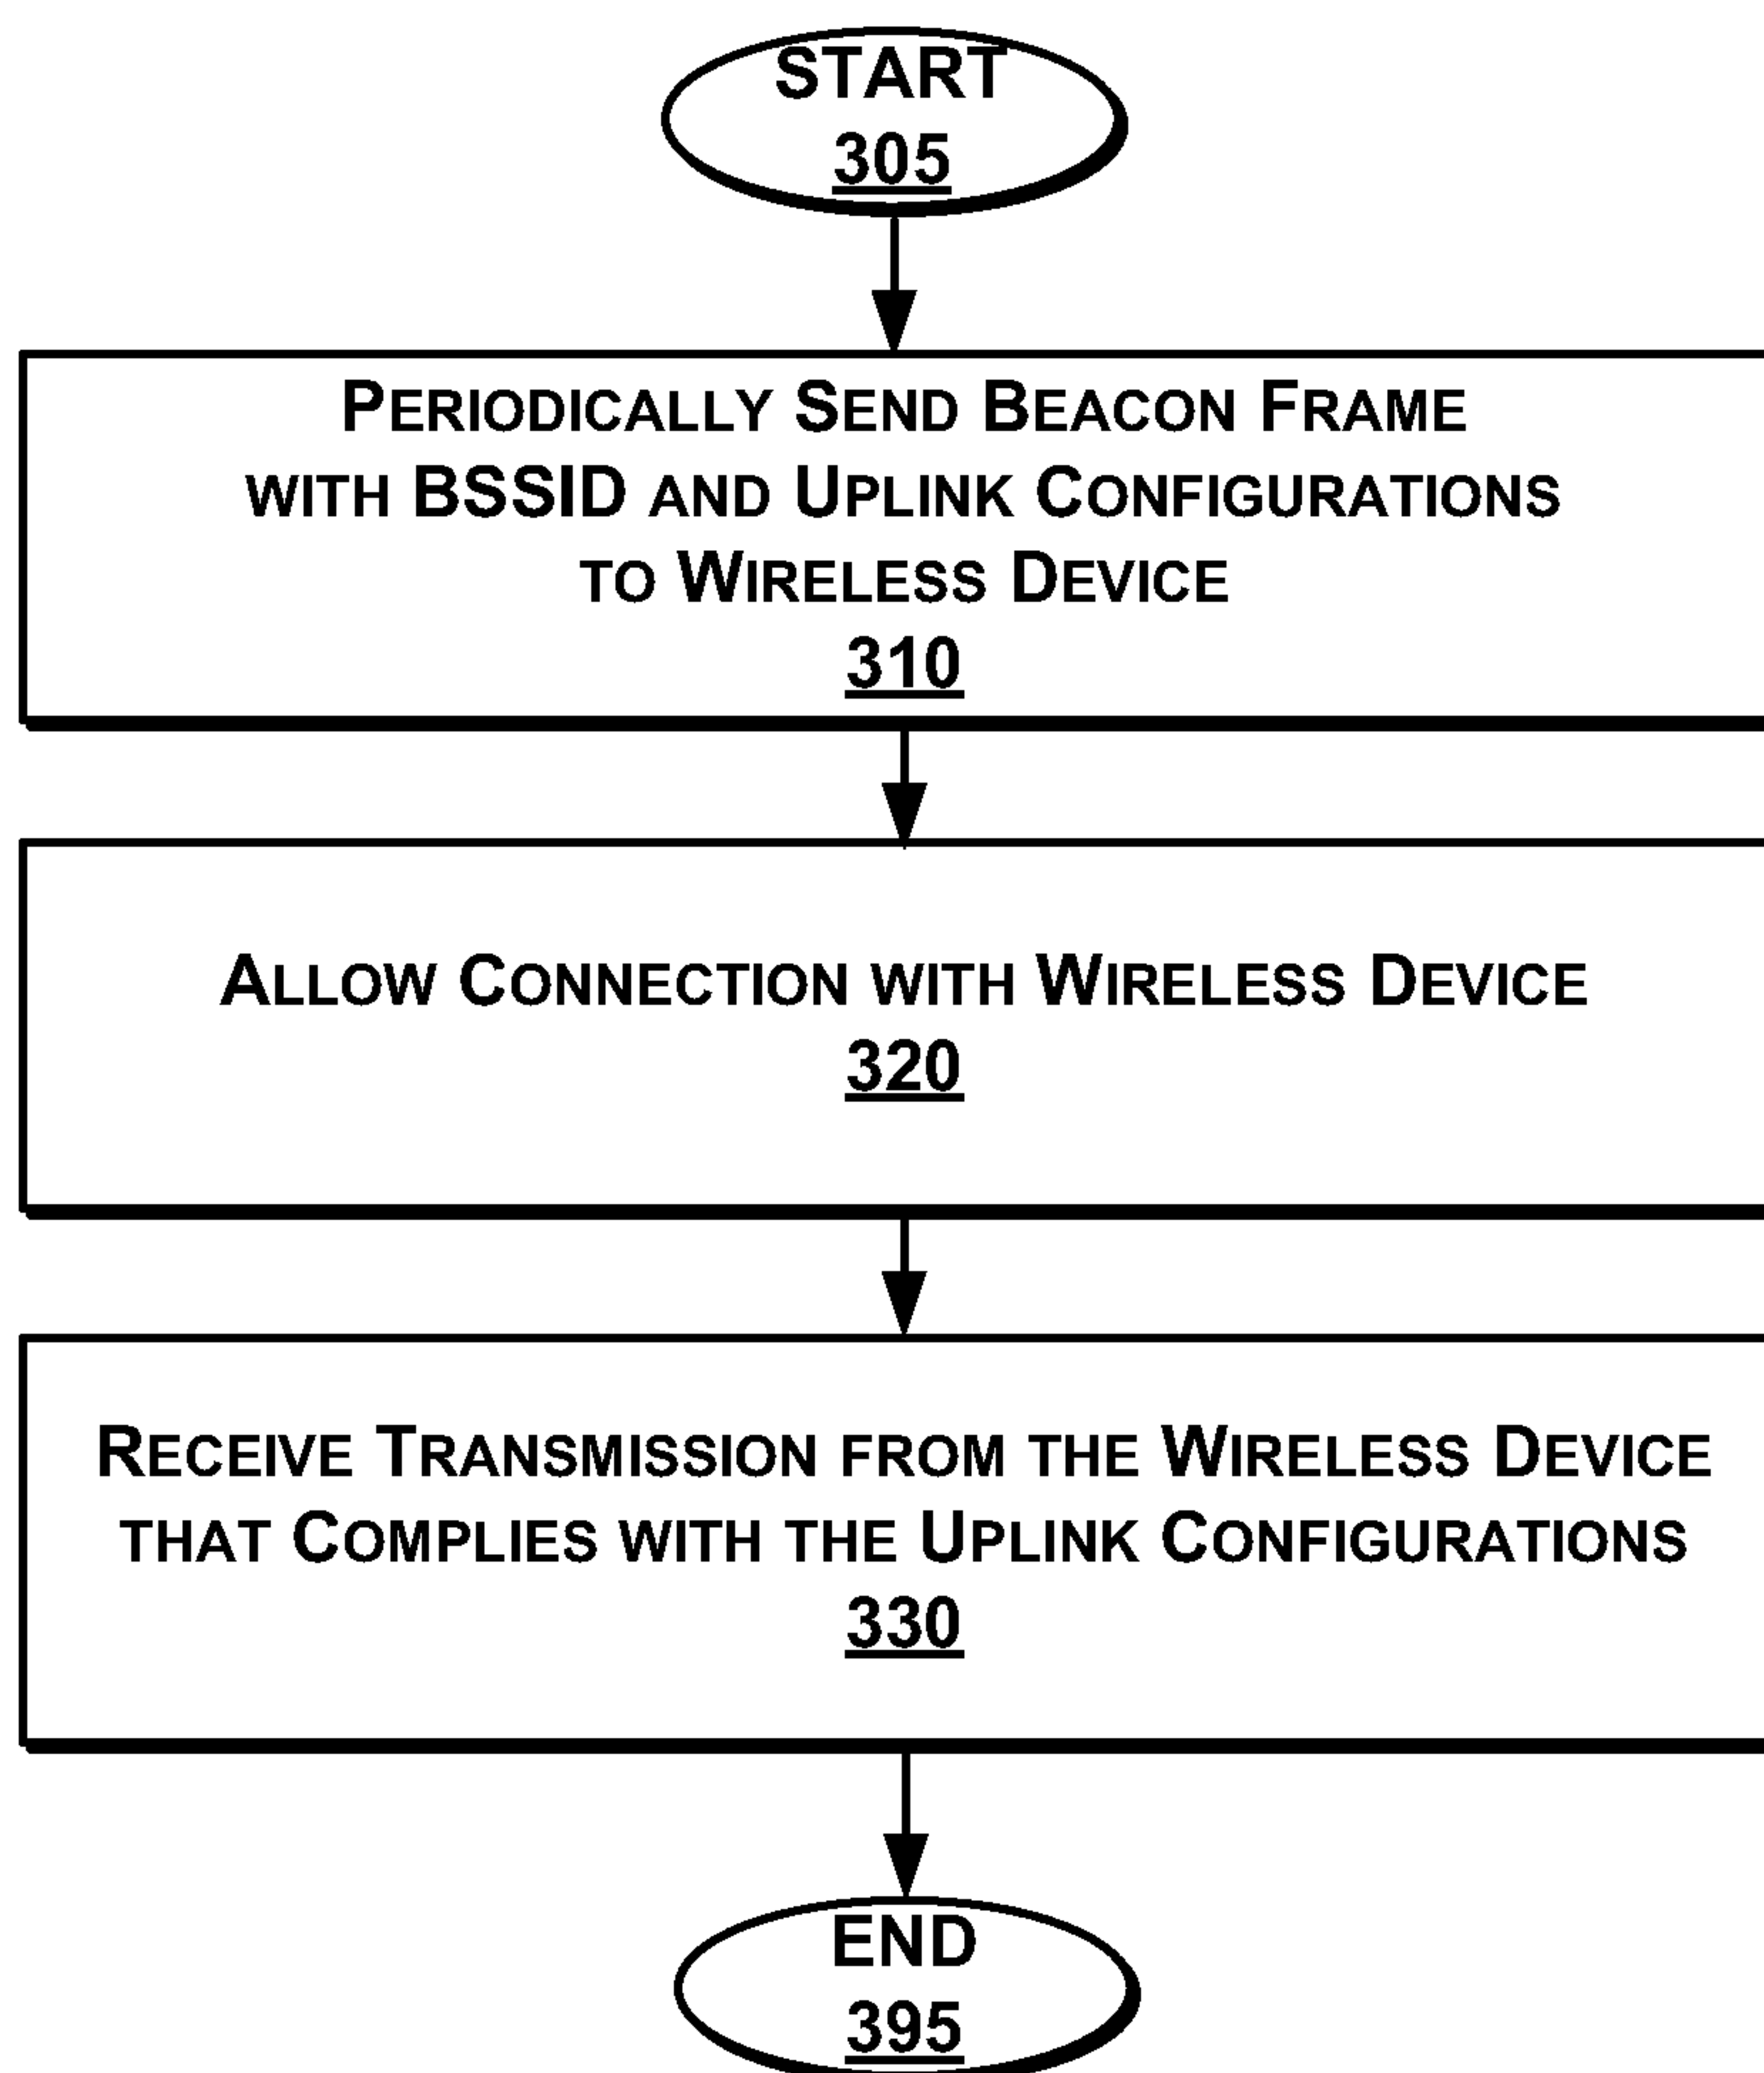 START
305
PERIODICALLY SEND BEACON FRAME
WITH BSSID AND UPLINK CONFIGURATIONS
TO WIRELESS DEVICE
310
ALLOW CONNECTION WITH WIRELESS DEVICE
320
RECEIVE TRANSMISSION FROM THE WIRELESS DEVICE
THAT COMPLIES WITH THE UPLINK CONFIGURATIONS
330
END
395